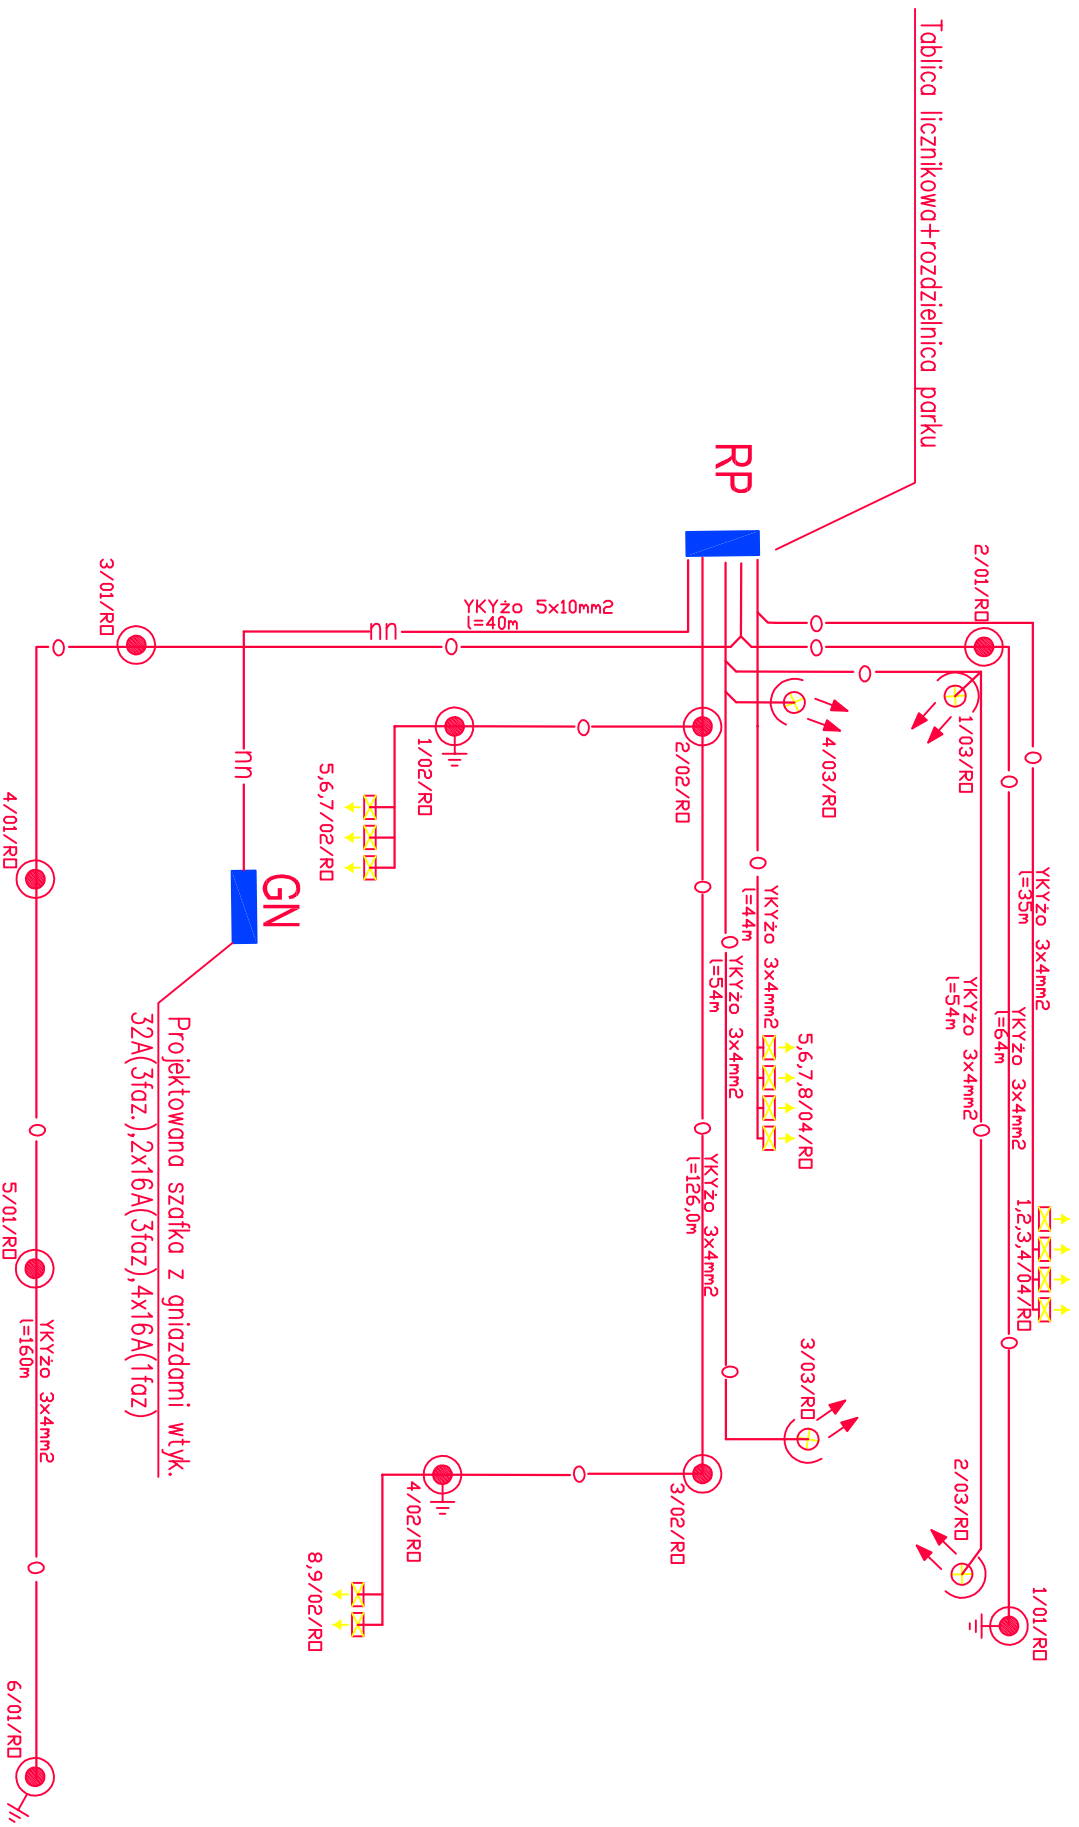 Tablica licznikowa+rozdzielnica parku
RP
2/01/RO
1/03/RO
4/03/RO
YKYżo 3x4mm2
l=35m
YKYżo 3x4mm2
l=64m
YKYżo 3x4mm2
l=54m
1,2,3,4/04/RO
YKYżo 3x4mm2
l=44m
5,6,7,8/04/RO
YKYżo 3x4mm2
l=54m
YKYżo 3x4mm2
l=126,0m
3/03/RO
2/03/RO
1/01/RO
2/02/RO
3/02/RO
YKYżo 5x10mm2
l=40m
nn
nn
1/02/RO
5,6,7/02/RO
4/02/RO
8,9/02/RO
GN
Projektowana szafka z gniazdami wtyk.
32A(3faz.),2x16A(3faz),4x16A(1faz)
3/01/RO
4/01/RO
5/01/RO
YKYżo 3x4mm2
l=160m
6/01/RO